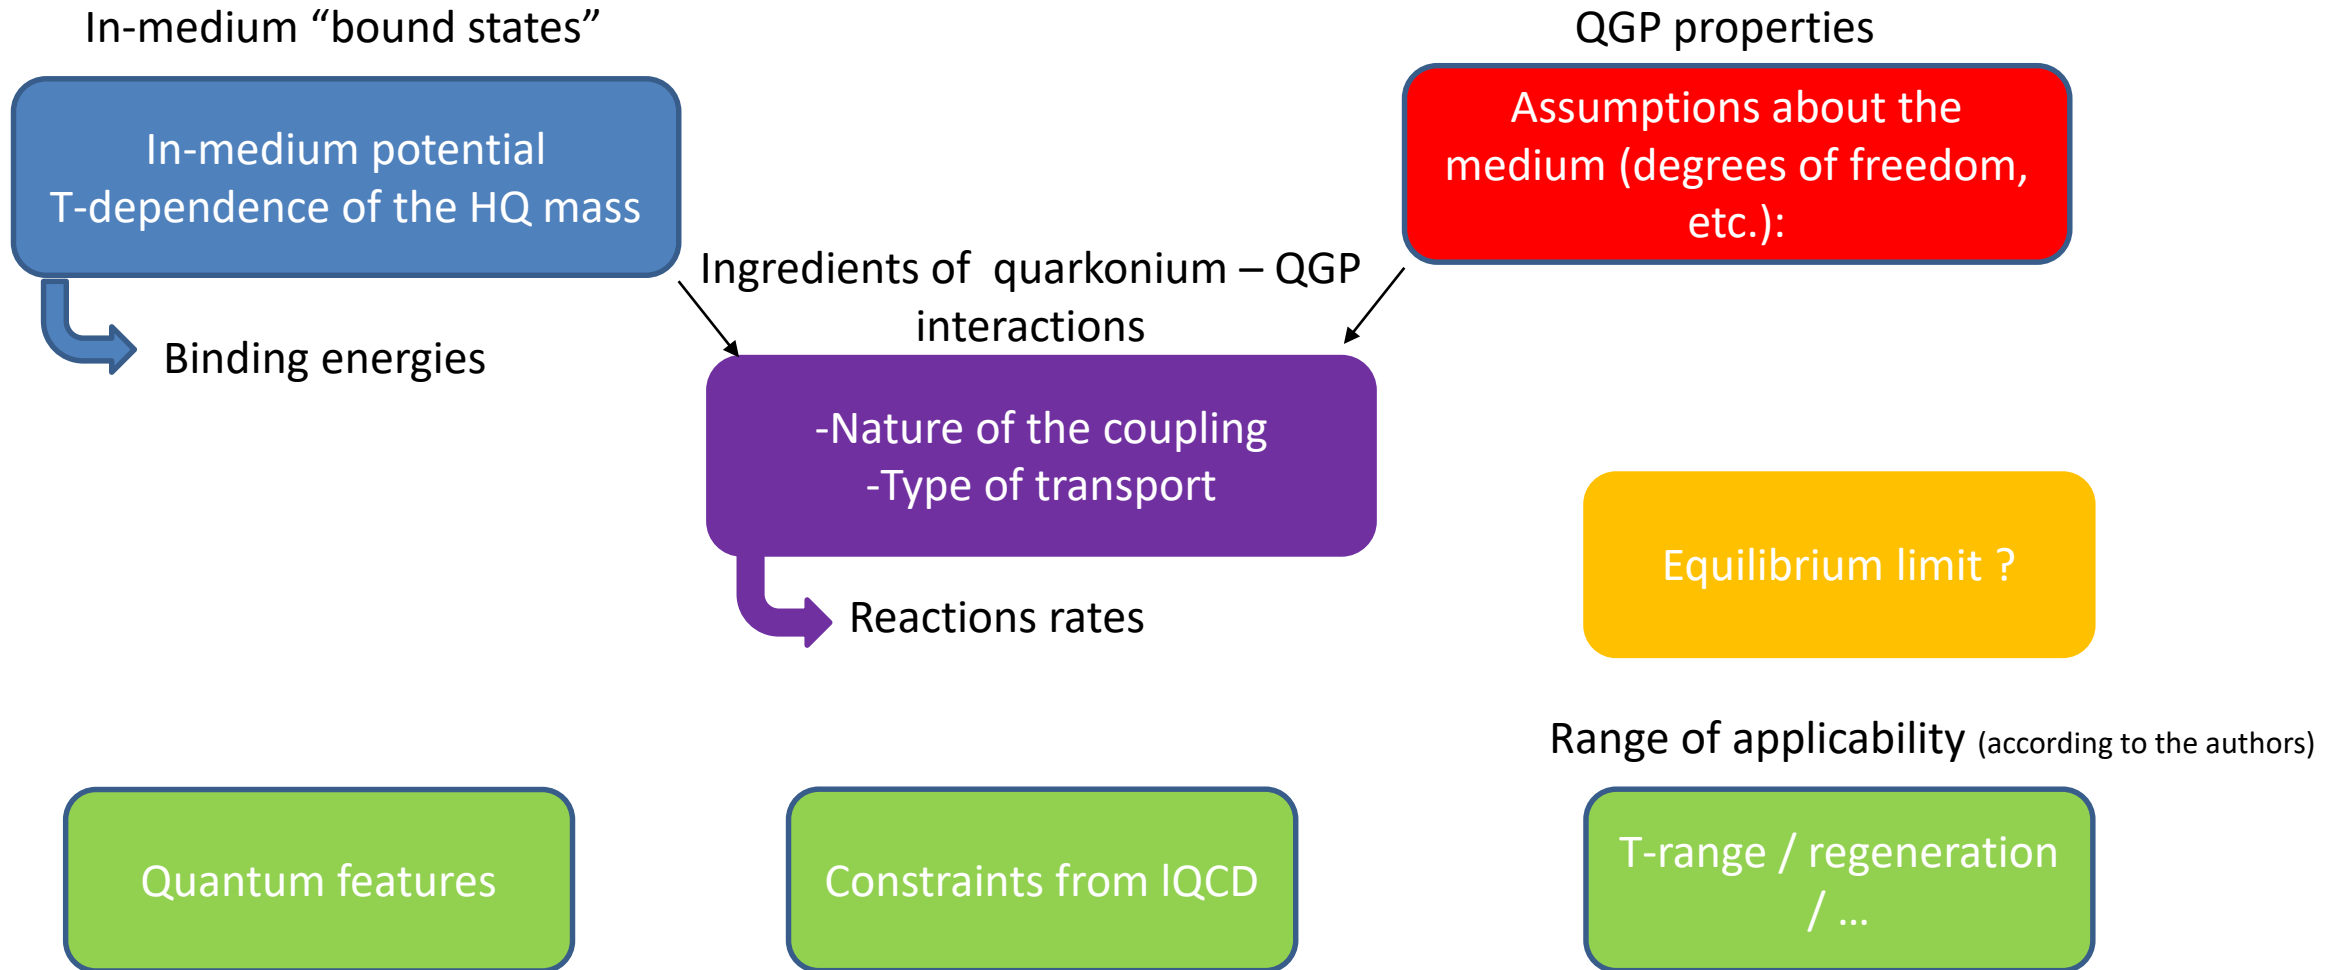 In-medium “bound states”
In-medium potential
T-dependence of the HQ mass
Binding energies
QGP properties
Assumptions about the
medium (degrees of freedom,
etc.):
Ingredients of  quarkonium – QGP
interactions
-Nature of the coupling
-Type of transport
Reactions rates
Equilibrium limit ?
Range of applicability (according to the authors)
Quantum features
Constraints from lQCD
T-range / regeneration
/ …